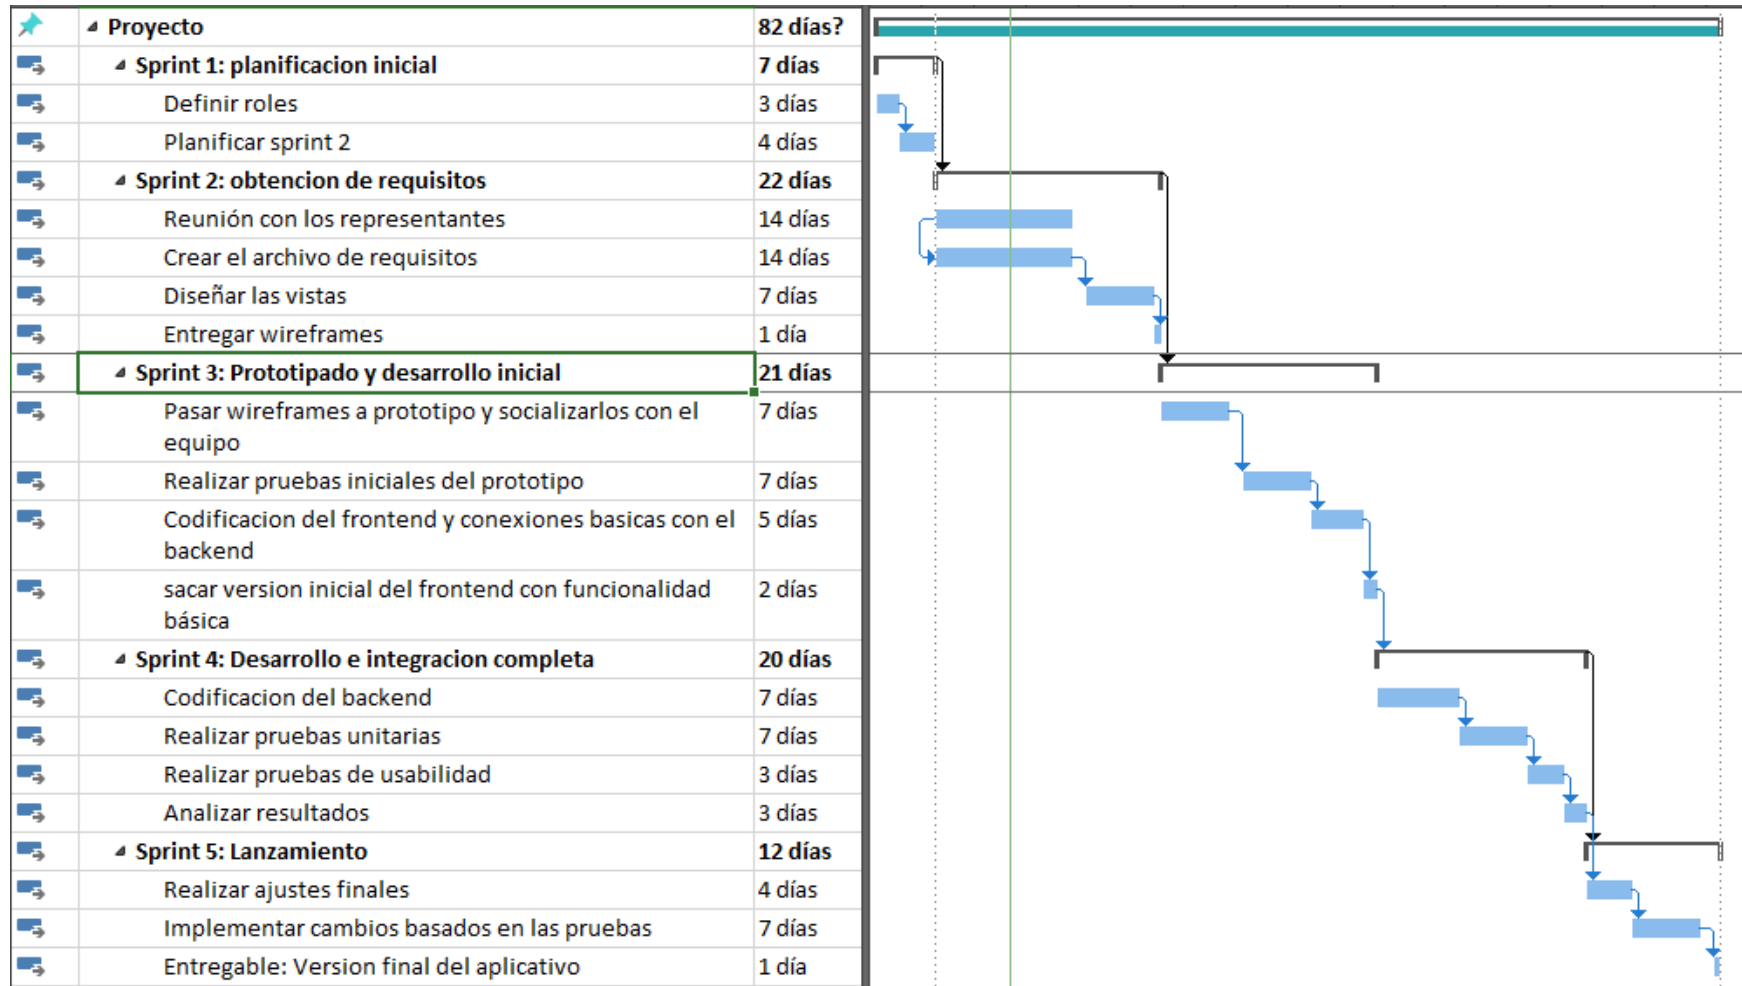 Proyecto 82 días?
Sprint 1: planificacion inicial 7 días
Definir roles 3 días
Planificar sprint 2 4 días
Sprint 2: obtencion de requisitos 22 días
Reunión con los representantes 14 días
Crear el archivo de requisitos 14 días
Diseñar las vistas 7 días
Entregar wireframes 1 día
Sprint 3: Prototipado y desarrollo inicial 21 días
Pasar wireframes a prototipo y socializarlos con el 7 días
equipo
Realizar pruebas iniciales del prototipo 7 días
Codificacion del frontend y conexiones basicas con el 5 días
backend
sacar version inicial del frontend con funcionalidad 2 días
básica
Sprint 4: Desarrollo e integracion completa 20 días
Codificacion del backend 7 días
Realizar pruebas unitarias 7 días
Realizar pruebas de usabilidad 3 días
Analizar resultados 3 días
Sprint 5: Lanzamiento 12 días
Realizar ajustes finales 4 días
Implementar cambios basados en las pruebas 7 días
Entregable: Version final del aplicativo 1 día